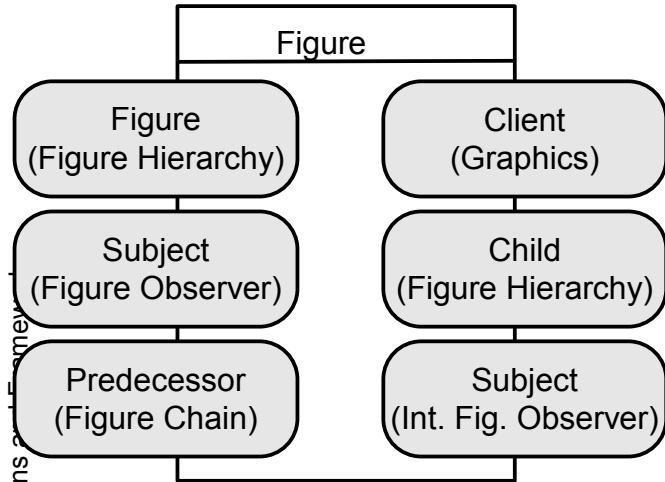 Figure
Figure
(Figure Hierarchy)
Client
(Graphics)
Subject
(Figure Observer)
Child
(Figure Hierarchy)
Predecessor
(Figure Chain)
Subject
(Int. Fig. Observer)